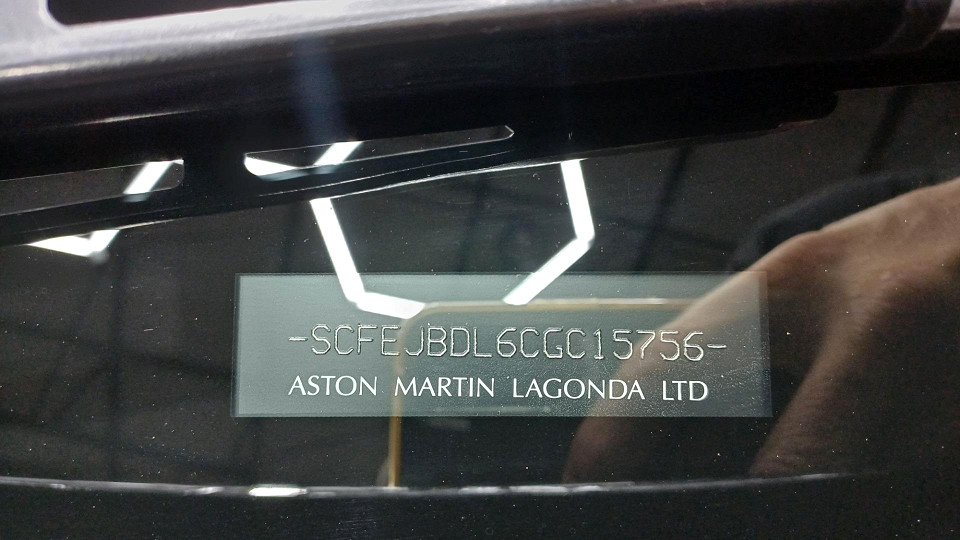 -SCFEJBDL6CGC15756-
ASTON MARTIN LAGONDA LTD